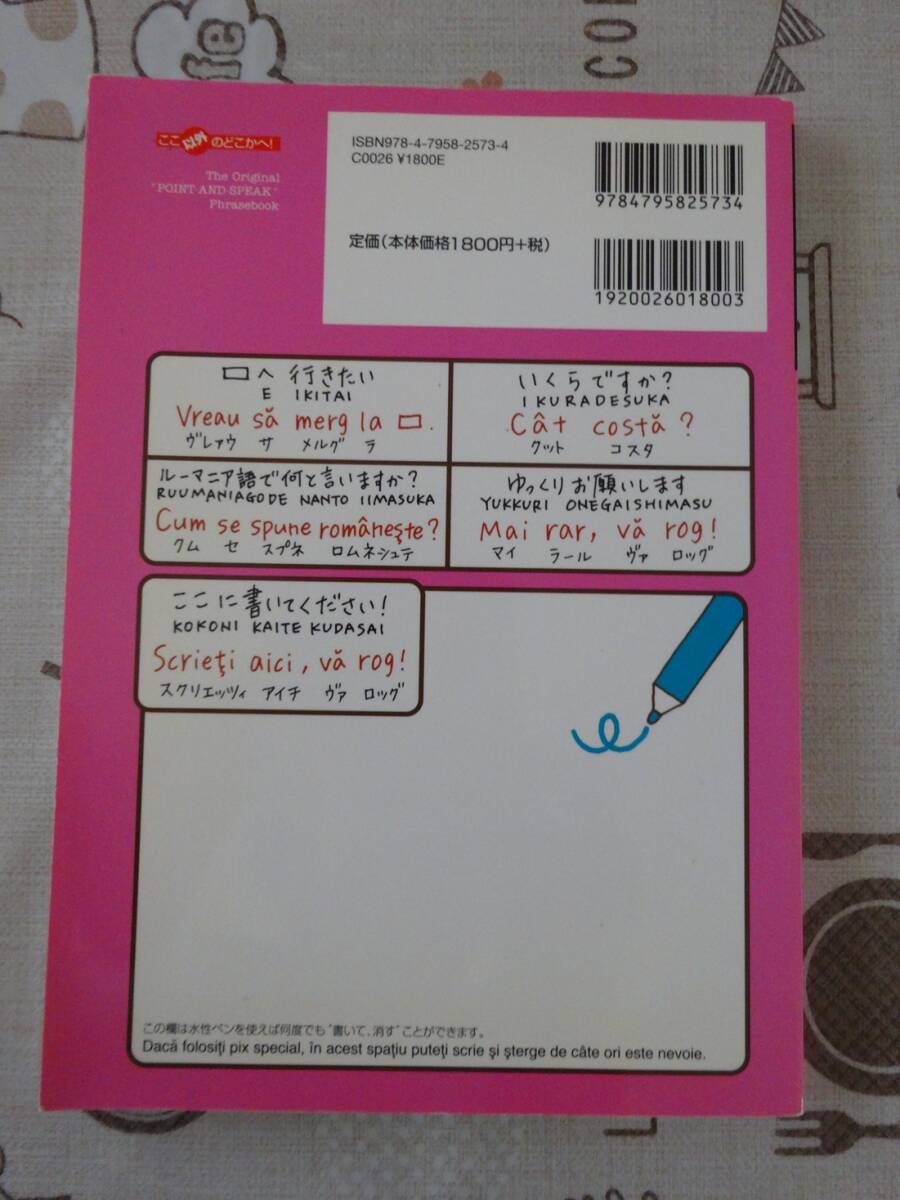 fe
COF
ここ以外のどこかへ!
The Original
"POINT-AND-SPEAK"
Phrasebook
ISBN978-4-7958-2573-4
C0026 ¥1800E
9784795825734
定価(本体価格1800円+税)
1920026018003
□へ 行きたい
E IKITAI
Vreau să merg la □.
ヴレァウ サ メルグ ラ
いくらですか?
IKURADESUKA
Cât costă?
クット コスタ
ルーマニア語で何と言いますか?
RUUMANIAGO DE NANTO IIMASUKA
Cum se spune româneşte?
クム セ スプネ ロムネシュテ
ゆっくりお願いします
YUKKURI ONEGAISHIMASU
Mai rar, vă rog!
マイ ラール ヴァ ロッグ
ここに書いてください!
KOKONI KAITE KUDASAI
Scrieţi aici, vă rog!
スクリエッツィ アイチ ヴァ ロッグ
この欄は水性ペンを使えば何度でも"書いて、消す"ことができます。
Dacă folosiţi pix special, în acest spaţiu puteţi scrie şi şterge de câte ori este nevoie.